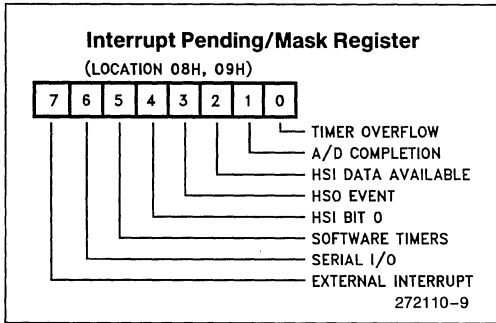 Interrupt Pending/Mask Register
(LOCATION 08H, 09H)
7 6 5 4 3 2 1 0
TIMER OVERFLOW
A/D COMPLETION
HSI DATA AVAILABLE
HSO EVENT
HSI BIT 0
SOFTWARE TIMERS
SERIAL I/O
EXTERNAL INTERRUPT
272110-9